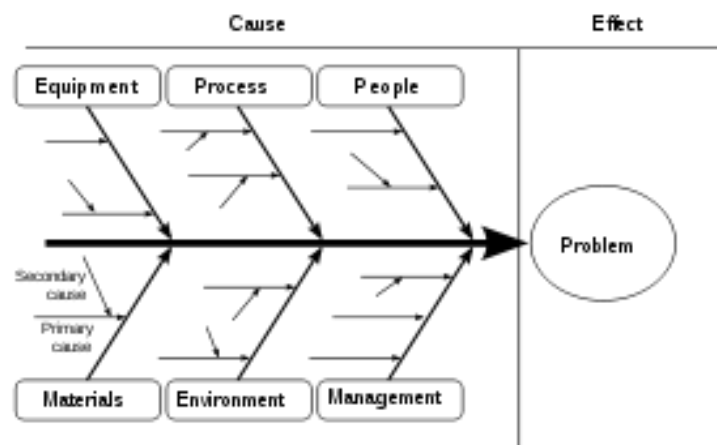 Cause Effect
Equipment Process People
Problem
Secondary
cause
Primary
cause
Materials Environment Management